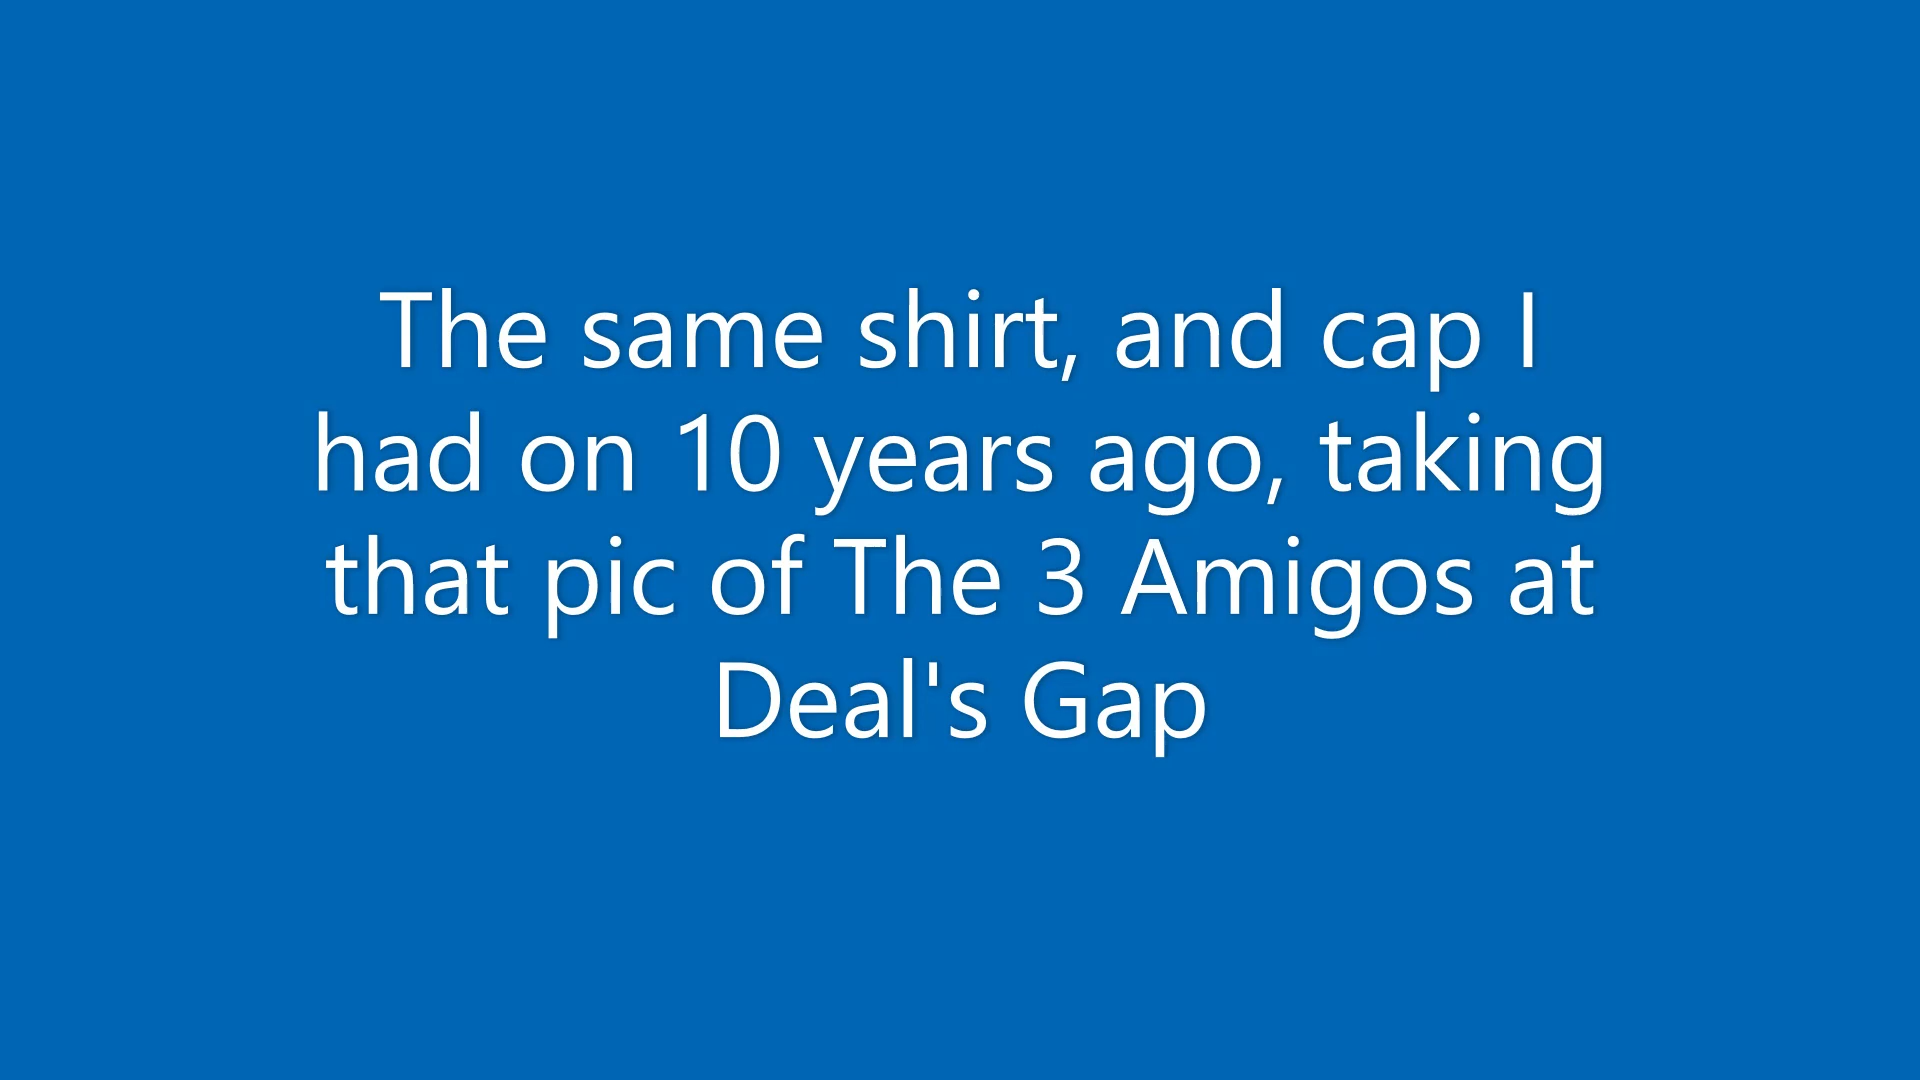 The same shirt, and cap I
had on 10 years ago, taking
that pic of The 3 Amigos at
Deal's Gap